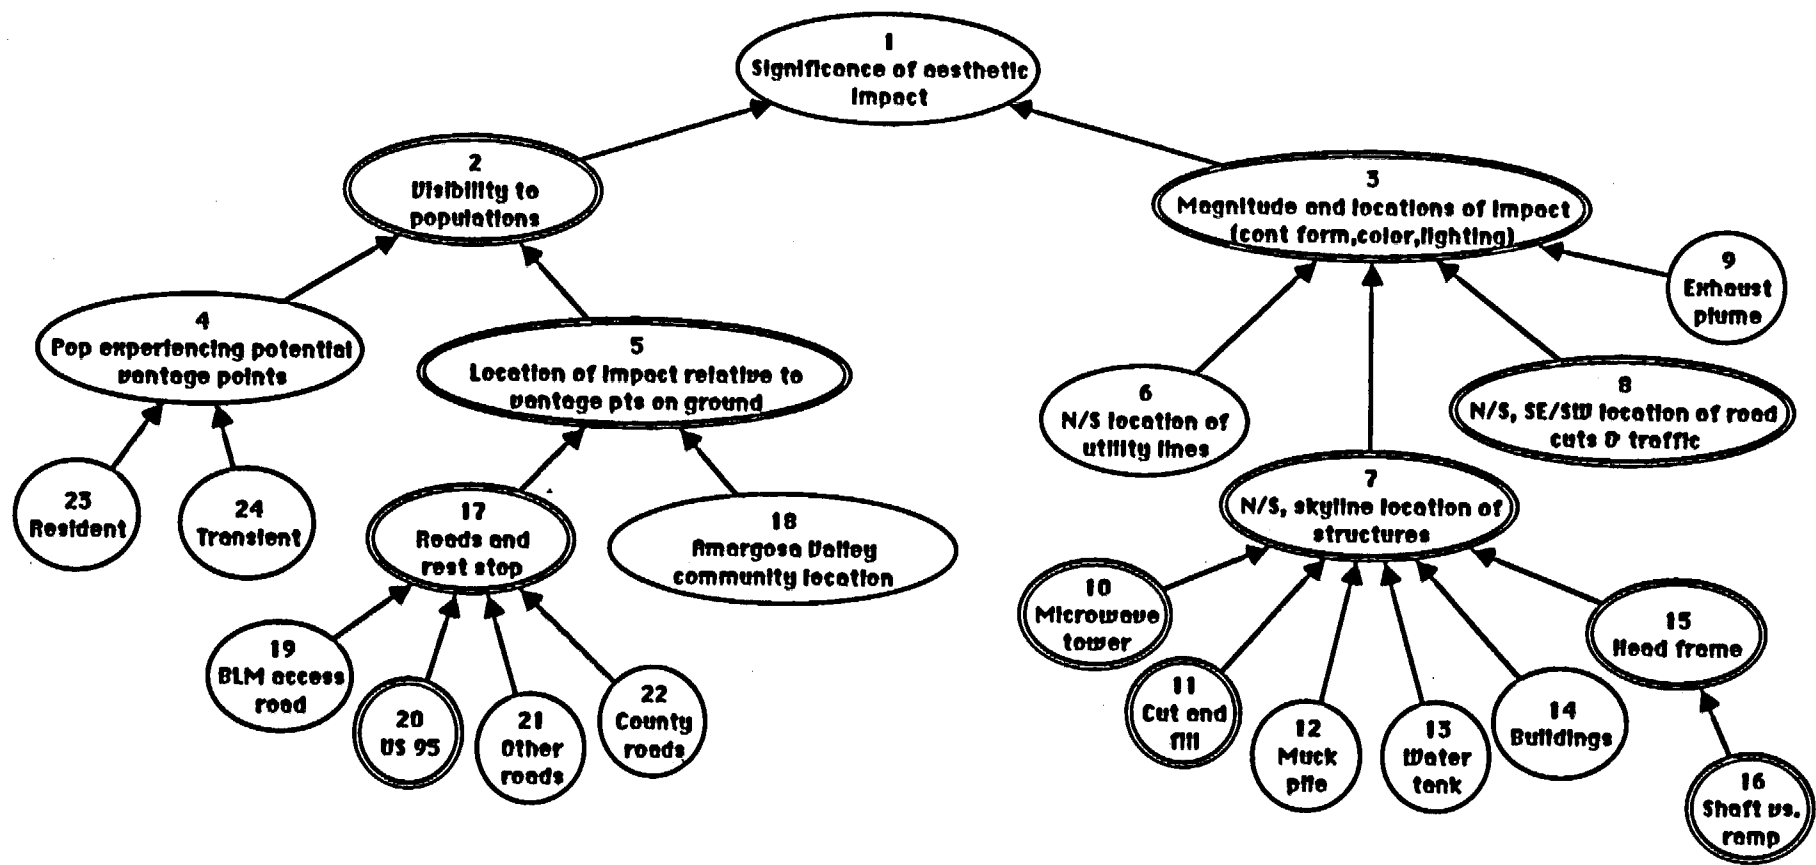 1
Significance of aesthetic
impact
2
Visibility to
populations
3
Magnitude and locations of impact
(cont form,color,lighting)
9
Exhaust
plume
4
Pop experiencing potential
vantage points
5
Location of impact relative to
vantage pts on ground
6
N/S location of
utility lines
8
N/S, SE/SW location of road
cuts & traffic
23
Resident
24
Transient
17
Roads and
rest stop
18
Amargosa Valley
community location
7
N/S, skyline location of
structures
19
BLM access
road
20
US 95
21
Other
roads
22
County
roads
10
Microwave
tower
11
Cut and
fill
12
Muck
pile
13
Water
tank
14
Buildings
15
Head frame
16
Shaft vs.
ramp